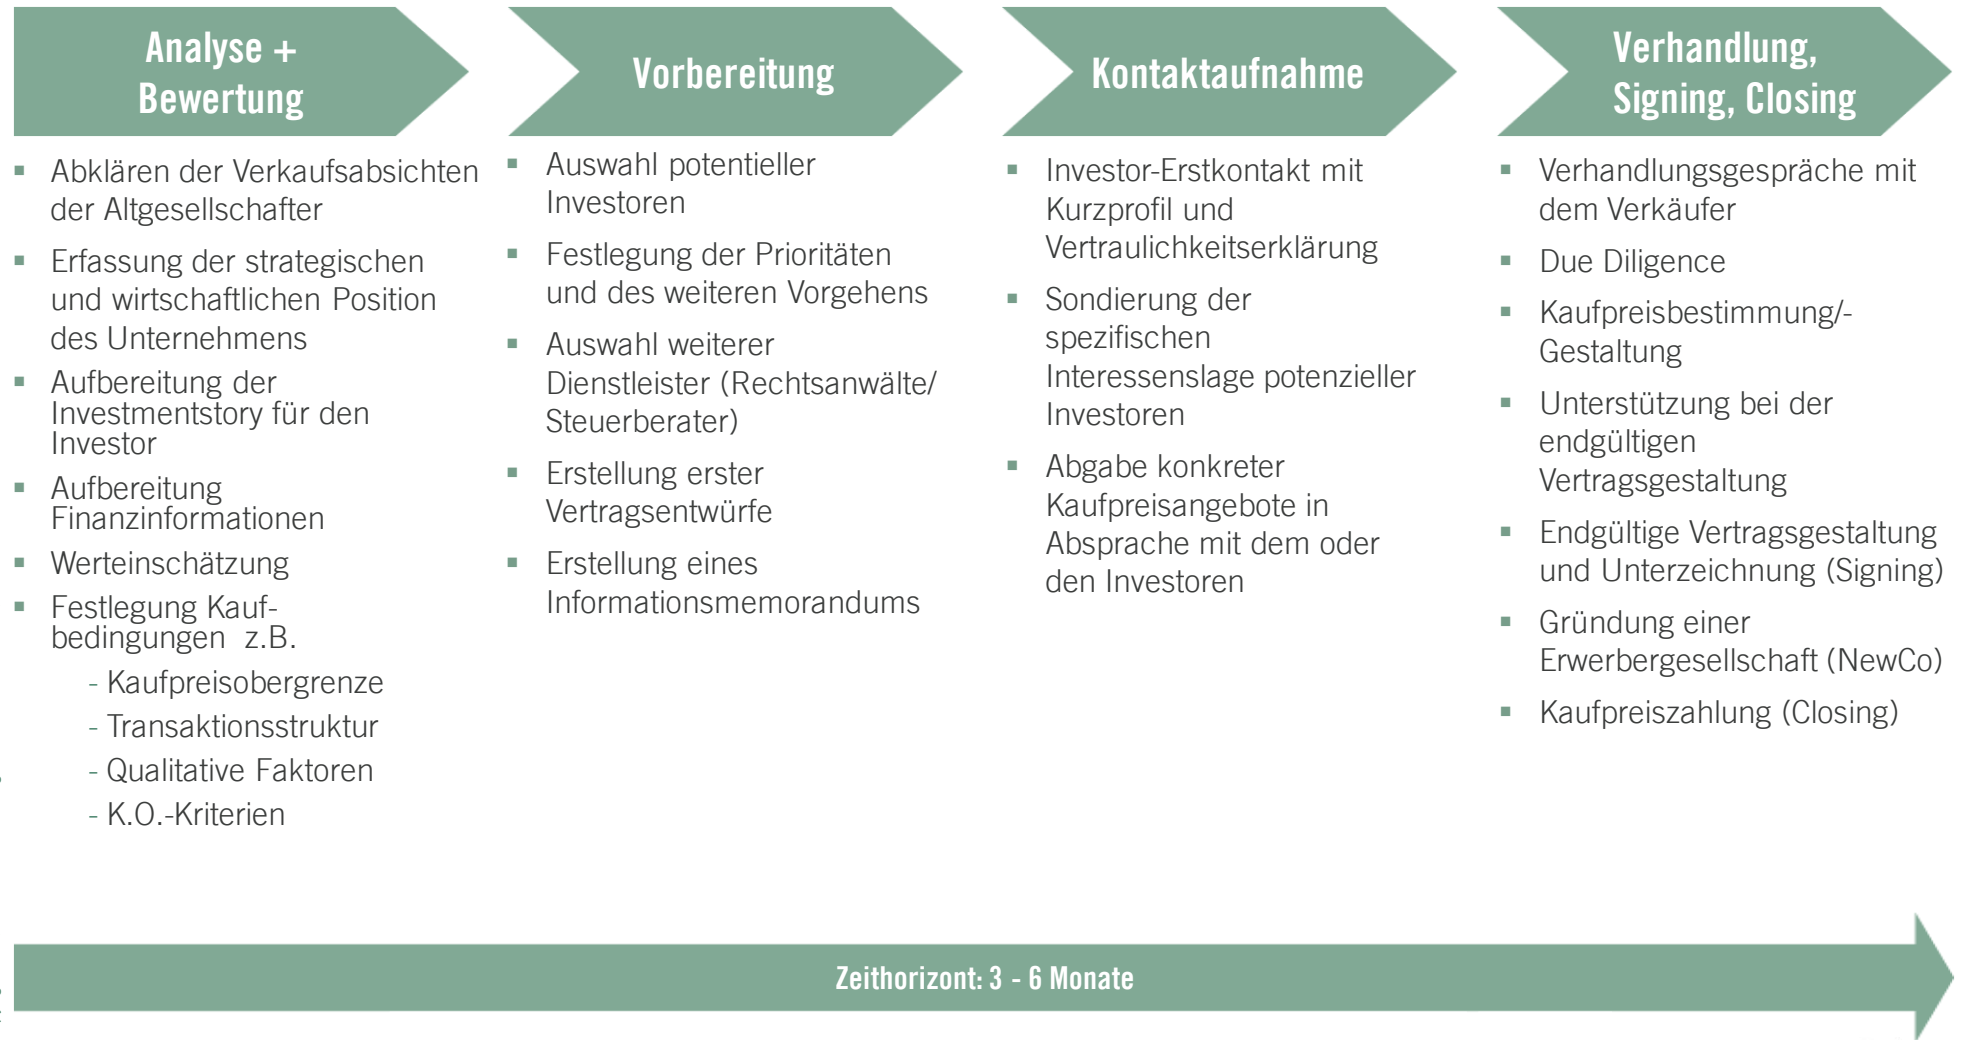 Analyse +
Bewertung
Abklären der Verkaufsabsichten
der Altgesellschafter
Erfassung der strategischen
und wirtschaftlichen Position
des Unternehmens
Aufbereitung der
Investmentstory für den
Investor
Aufbereitung
Finanzinformationen
Werteinschätzung
Festlegung Kauf-
bedingungen z.B.
- Kaufpreisobergrenze
- Transaktionsstruktur
- Qualitative Faktoren
- K.O.-Kriterien
Vorbereitung
Auswahl potentieller
Investoren
Festlegung der Prioritäten
und des weiteren Vorgehens
Auswahl weiterer
Dienstleister (Rechtsanwälte/
Steuerberater)
Erstellung erster
Vertragsentwürfe
Erstellung eines
Informationsmemorandums
Kontaktaufnahme
Investor-Erstkontakt mit
Kurzprofil und
Vertraulichkeitserklärung
Sondierung der
spezifischen
Interessenslage potenzieller
Investoren
Abgabe konkreter
Kaufpreisangebote in
Absprache mit dem oder
den Investoren
Verhandlung,
Signing, Closing
Verhandlungsgespräche mit
dem Verkäufer
Due Diligence
Kaufpreisbestimmung/-
Gestaltung
Unterstützung bei der
endgültigen
Vertragsgestaltung
Endgültige Vertragsgestaltung
und Unterzeichnung (Signing)
Gründung einer
Erwerbergesellschaft (NewCo)
Kaufpreiszahlung (Closing)
Zeithorizont: 3 - 6 Monate